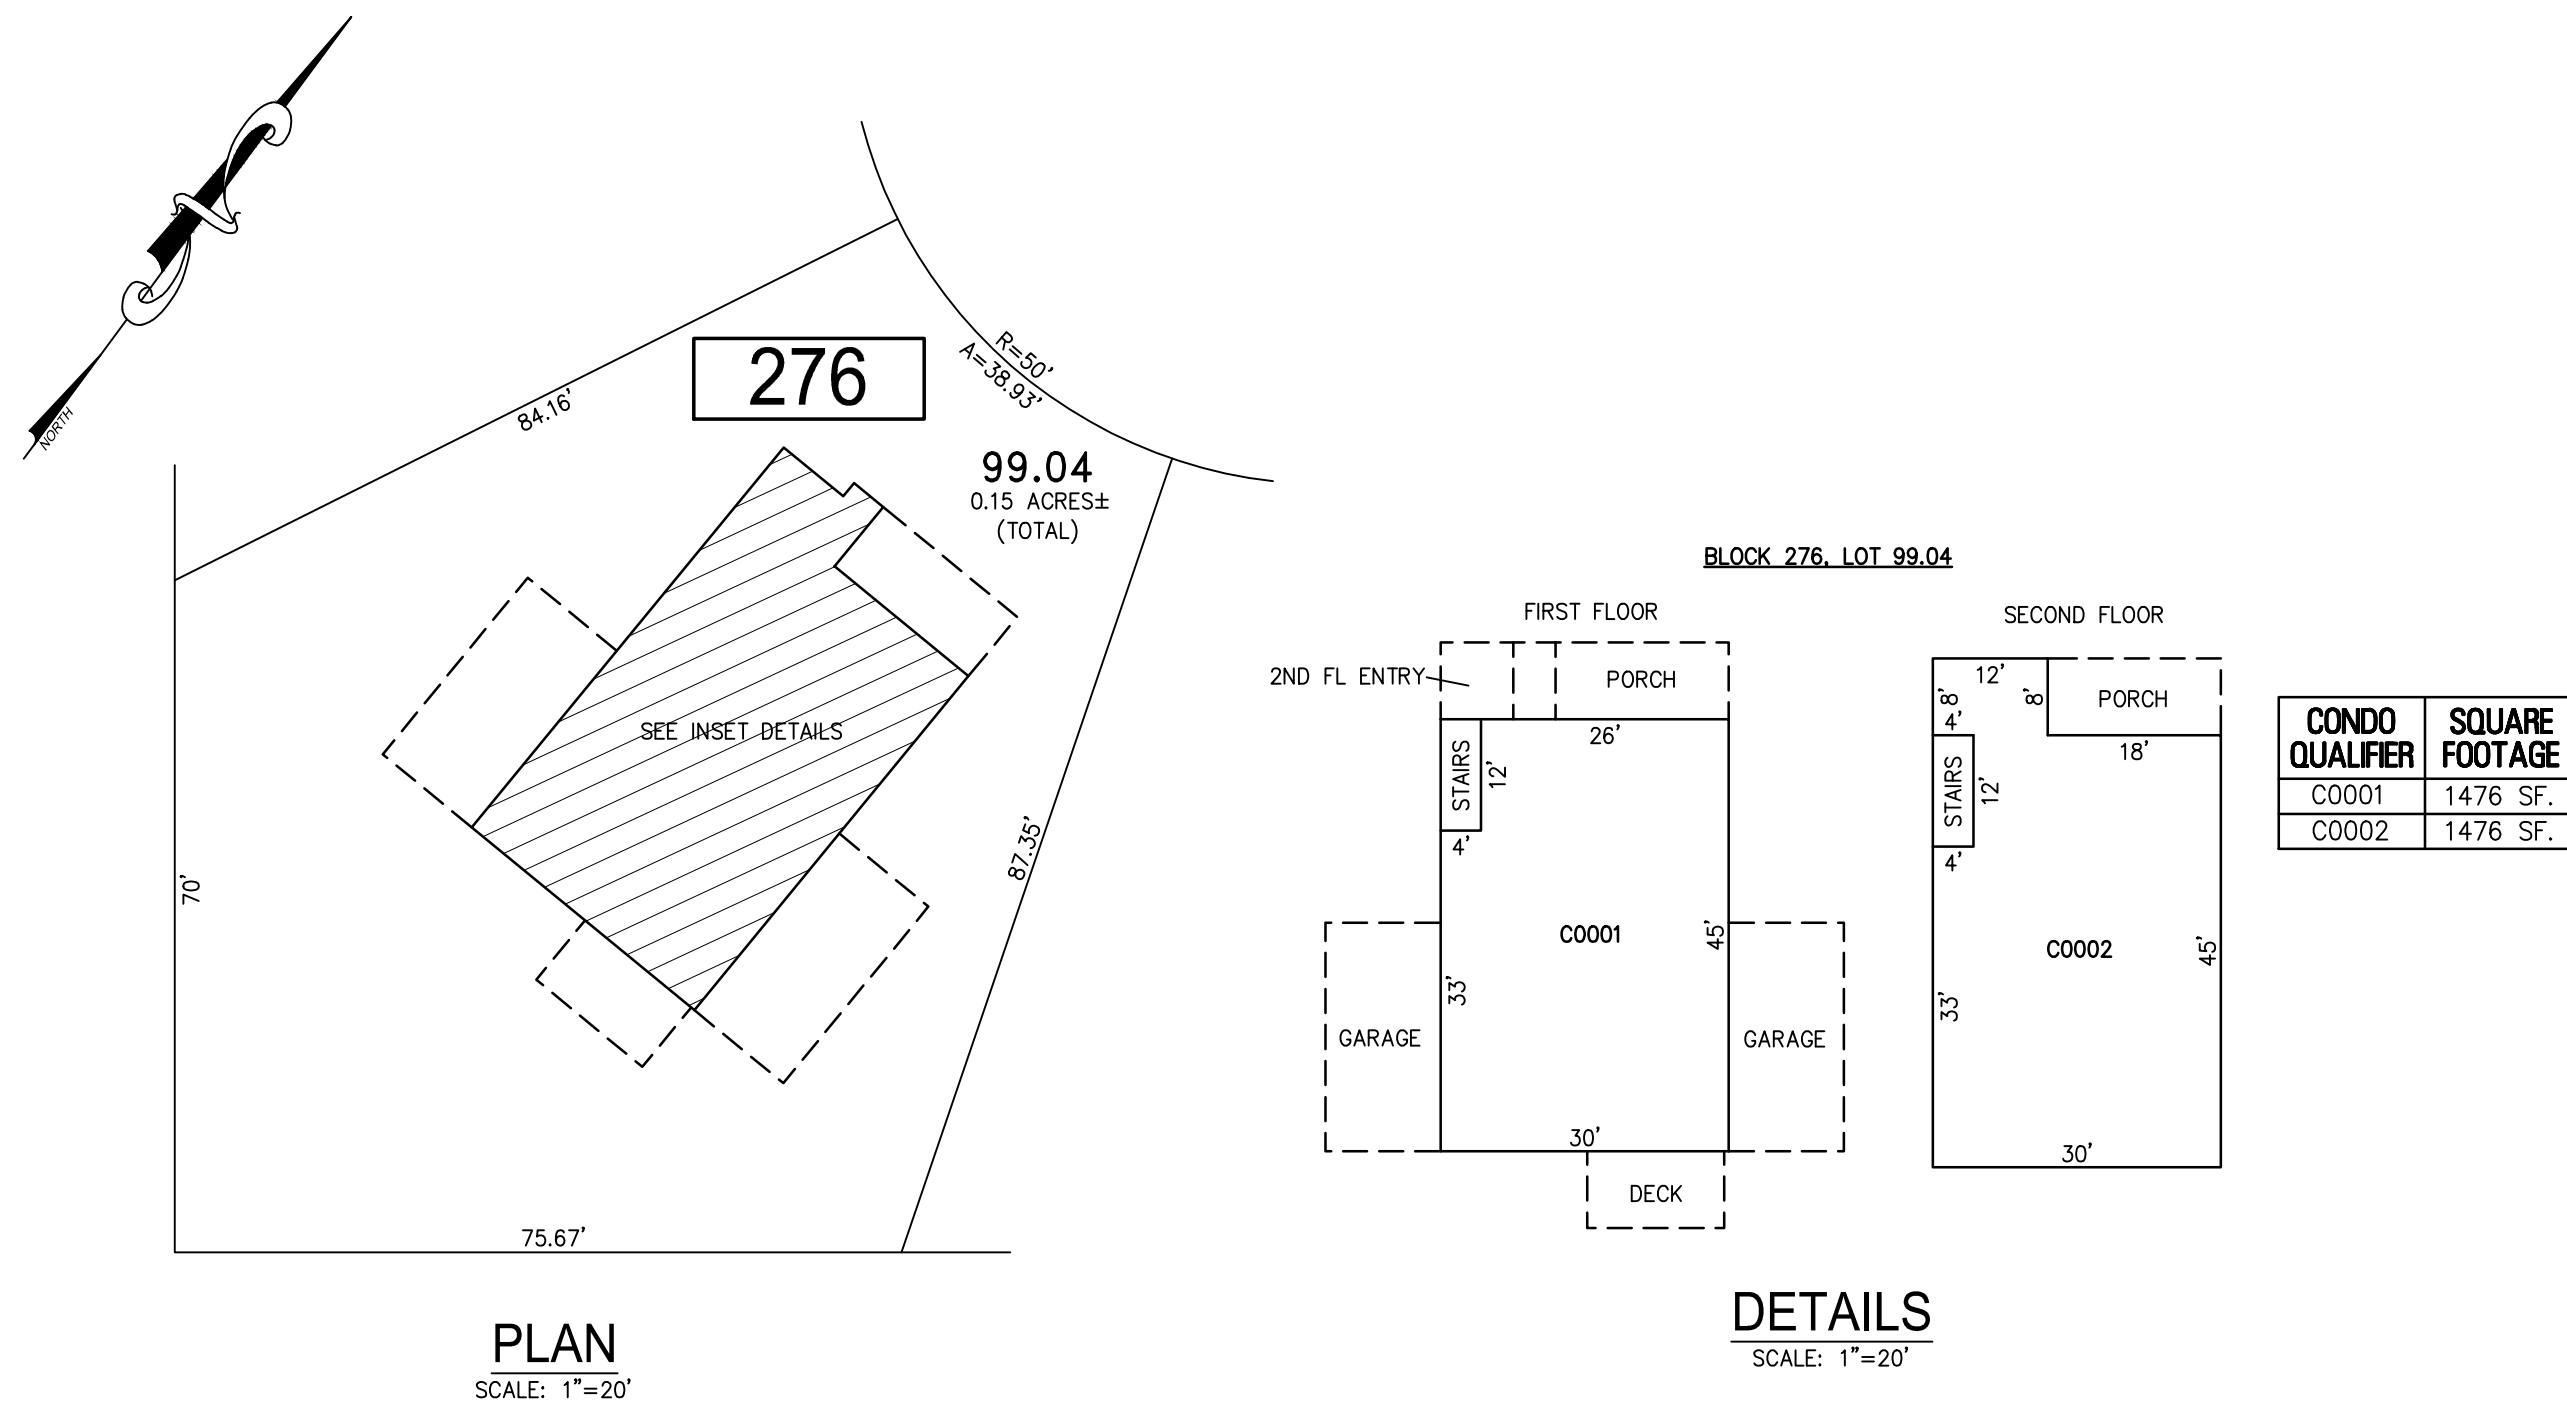 NORTH
84.16'
276
R=50'
A=38.93'
99.04
0.15 ACRES±
(TOTAL)
SEE INSET DETAILS
70'
87.35'
75.67'
PLAN
SCALE: 1"=20'
BLOCK 276, LOT 99.04
FIRST FLOOR
2ND FL ENTRY
PORCH
26'
STAIRS
12'
4'
C0001
45'
33'
GARAGE
GARAGE
30'
DECK
SECOND FLOOR
12'
8'
8'
PORCH
4'
18'
STAIRS
12'
4'
C0002
45'
33'
30'
DETAILS
SCALE: 1"=20'
CONDO QUALIFIER SQUARE FOOTAGE
C0001 1476 SF.
C0002 1476 SF.